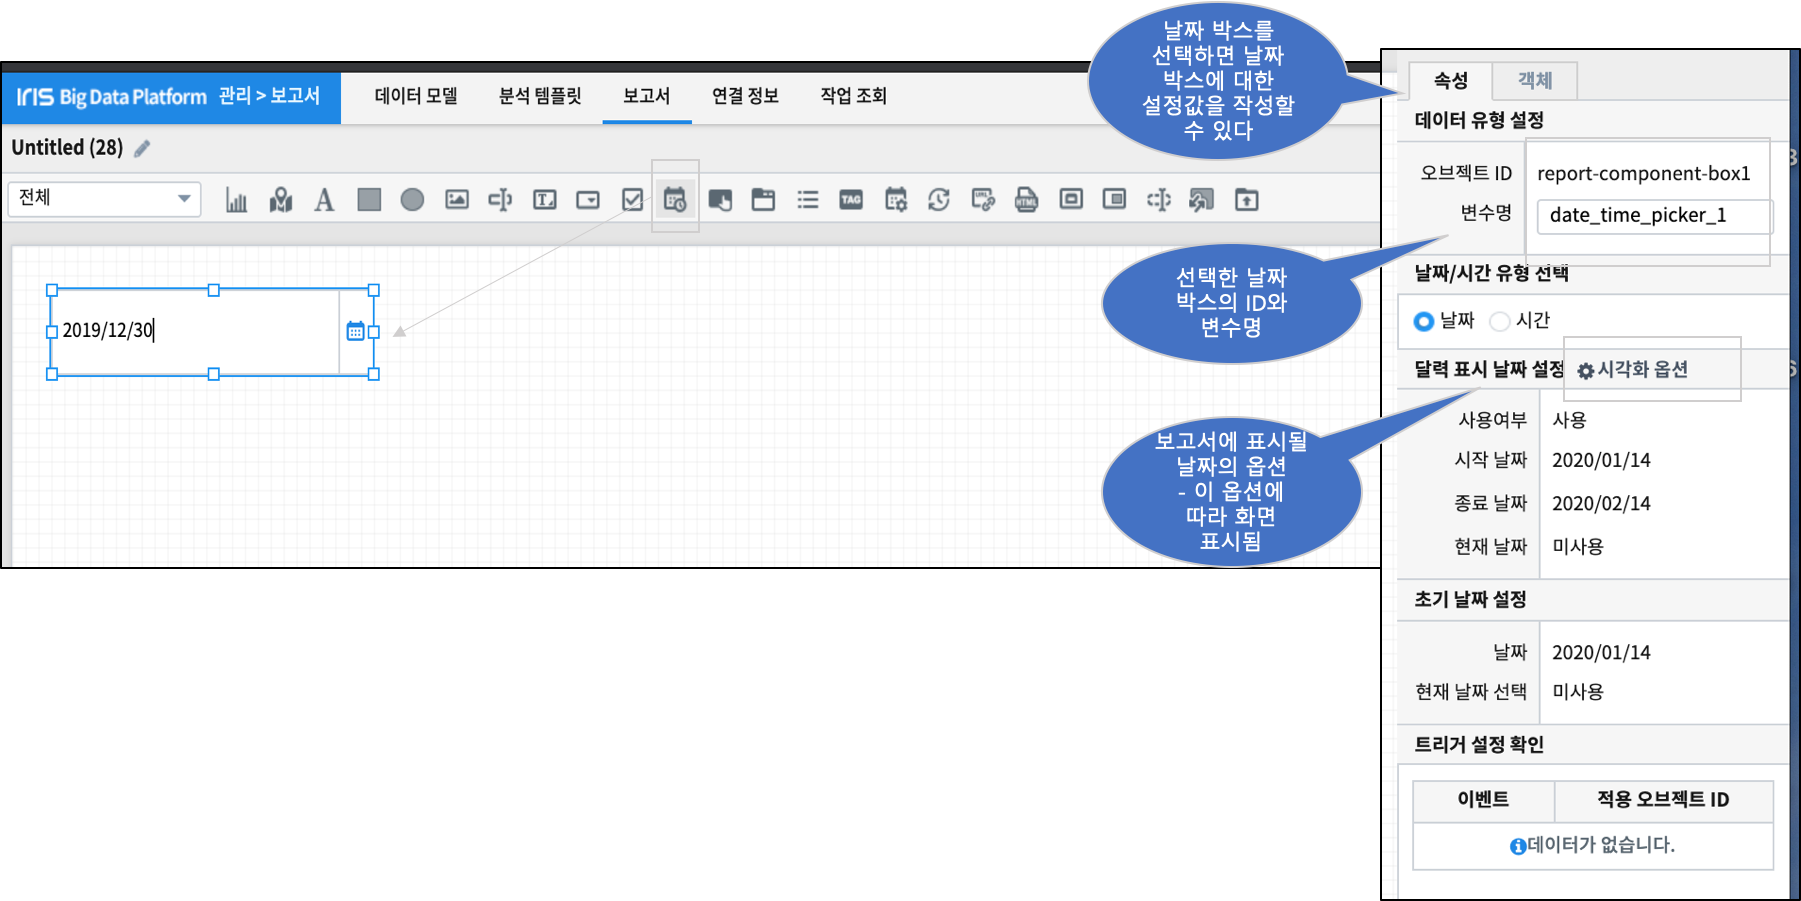 IRIS Big Data Platform 관리 > 보고서
데이터 모델
분석 템플릿
보고서
연결 정보
작업 조회
Untitled (28)
전체
A
T
TAG
URL
HTML
2019/12/30
날짜 박스를
선택하면 날짜
박스에 대한
설정값을 작성할
수 있다
선택한 날짜
박스의 ID와
변수명
보고서에 표시될
날짜의 옵션
- 이 옵션에
따라 화면
표시됨
속성
객체
데이터 유형 설정
오브젝트 ID report-component-box1
변수명 date_time_picker_1
날짜/시간 유형 선택
날짜 시간
달력 표시 날짜 설정 시각화 옵션
사용여부 사용
시작 날짜 2020/01/14
종료 날짜 2020/02/14
현재 날짜 미사용
초기 날짜 설정
날짜 2020/01/14
현재 날짜 선택 미사용
트리거 설정 확인
이벤트 적용 오브젝트 ID
데이터가 없습니다.